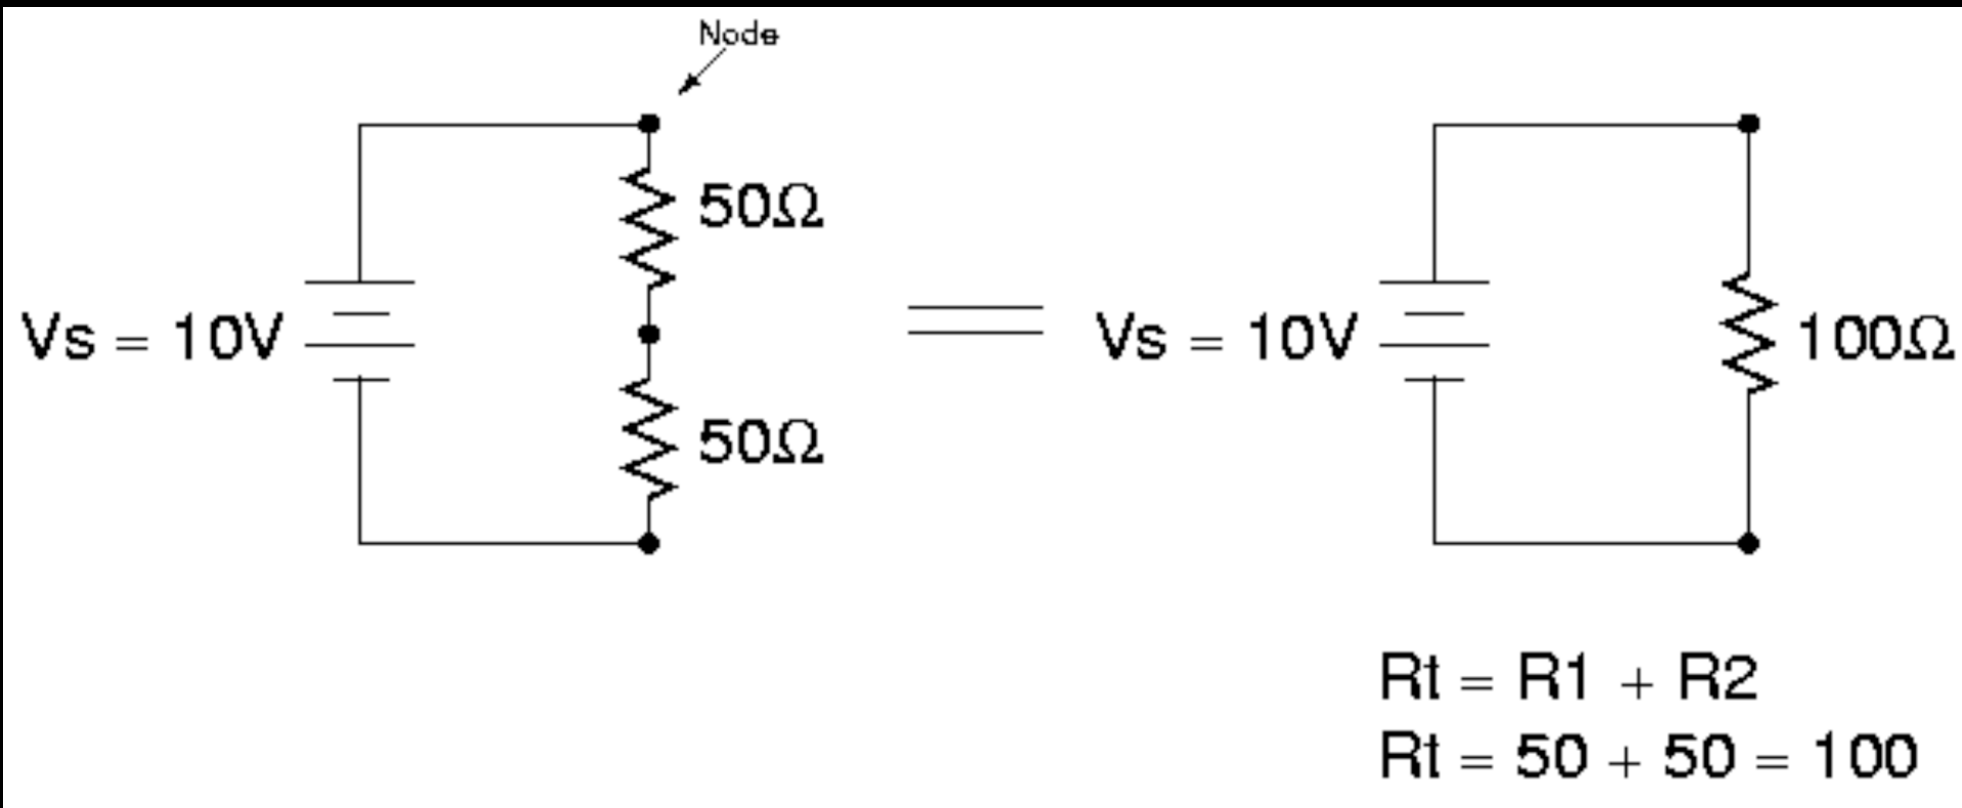 Node
50Ω
Vs = 10V
50Ω
Vs = 10V
100Ω
Rt = R1 + R2
Rt = 50 + 50 = 100